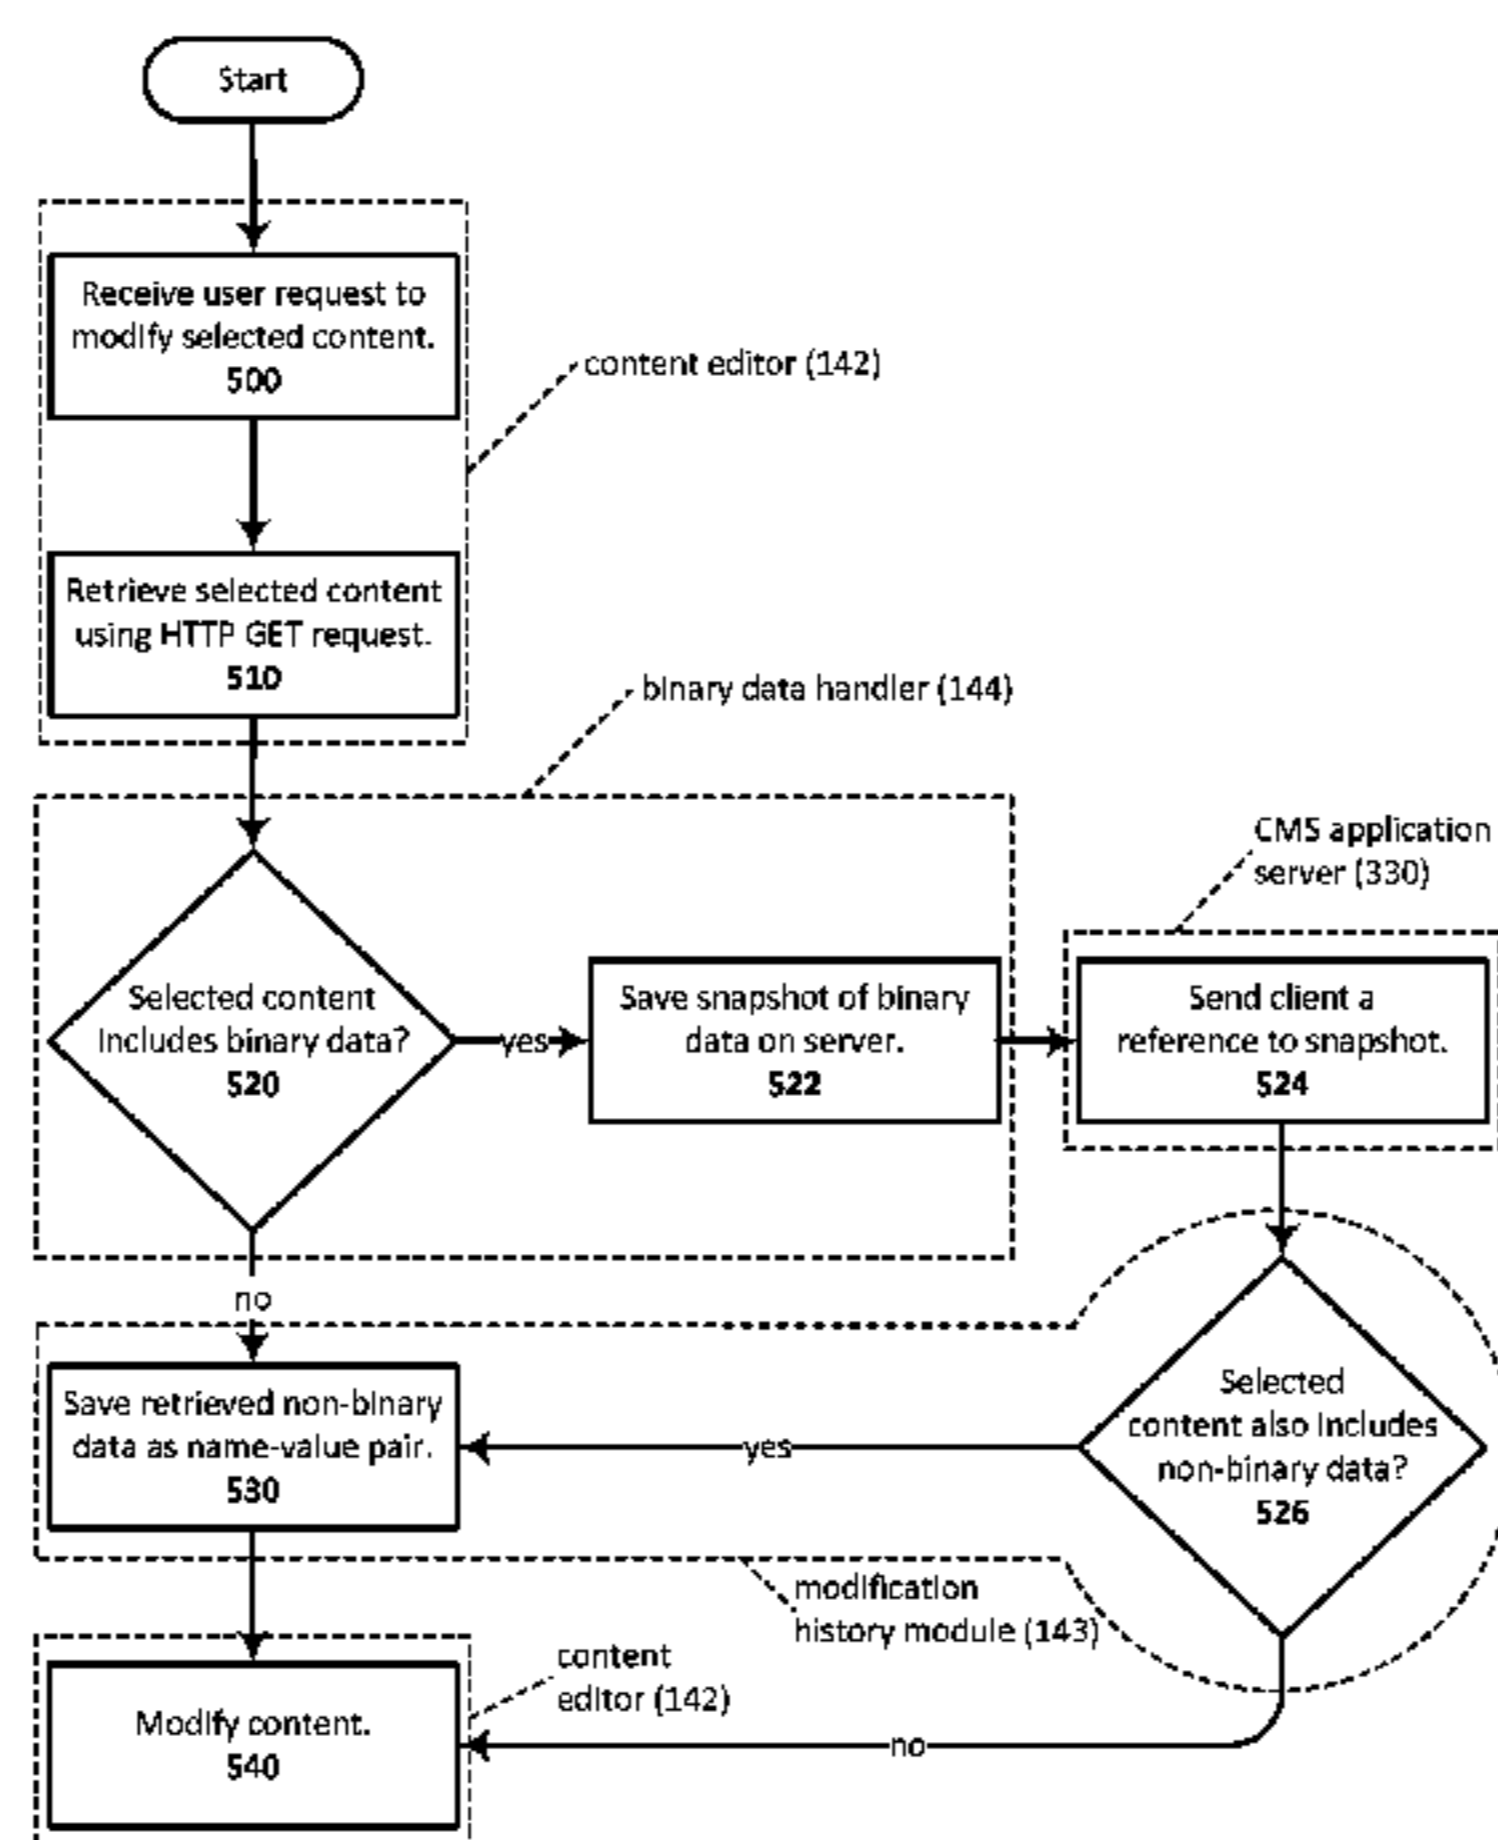 Start
Receive user request to
modify selected content.
500
content editor (142)
Retrieve selected content
using HTTP GET request.
510
binary data handler (144)
CMS application
server (330)
Selected content
includes binary data?
520
yes
Save snapshot of binary
data on server.
522
Send client a
reference to snapshot.
524
no
Save retrieved non-binary
data as name-value pair.
530
yes
Selected
content also includes
non-binary data?
526
modification
history module (143)
content
editor (142)
Modify content.
540
no